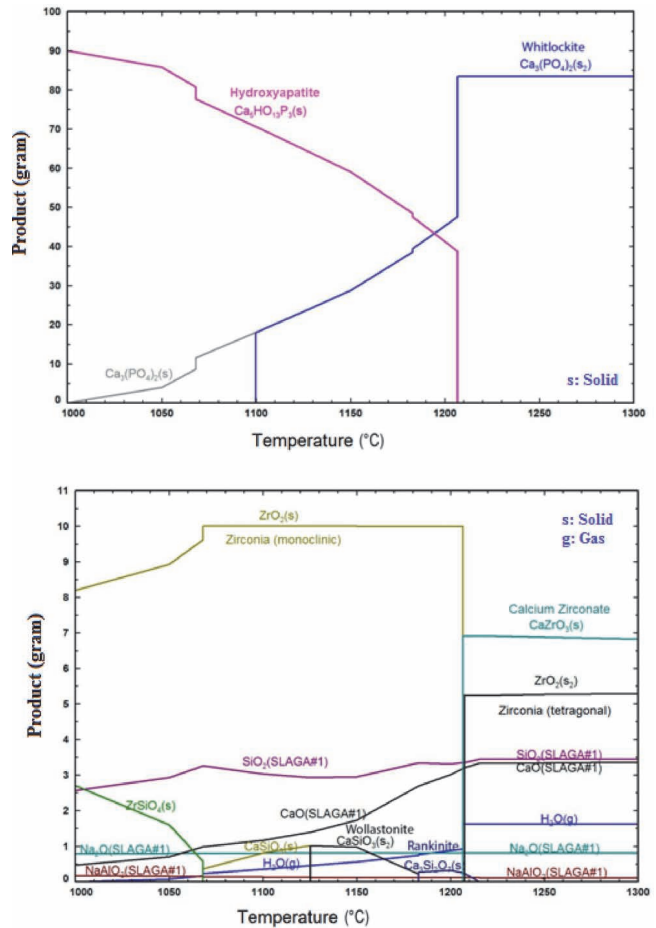 100
90
80
70
60
50
40
30
20
10
0
Product (gram)
Whitlockite
Ca₃(PO₄)₂(s₂)
Hydroxyapatite
Ca₅HO₁₃P₃(s)
Ca₃(PO₄)₂(s)
s: Solid
1000 1050 1100 1150 1200 1250 1300
Temperature (°C)
11
10
9
8
7
6
5
4
3
2
1
0
Product (gram)
ZrO₂(s)
Zirconia (monoclinic)
s: Solid
g: Gas
Calcium Zirconate
CaZrO₃(s)
ZrO₂(s₂)
Zirconia (tetragonal)
SiO₂(SLAGA#1)
SiO₂(SLAGA#1)
CaO(SLAGA#1)
ZrSiO₄(s)
CaO(SLAGA#1)
Wollastonite
CaSiO₃(s₂)
CaSiO₃(s)
Rankinite
Ca₃Si₂O₇(s)
H₂O(g)
H₂O(g)
Na₂O(SLAGA#1)
Na₂O(SLAGA#1)
NaAlO₂(SLAGA#1)
NaAlO₂(SLAGA#1)
1000 1050 1100 1150 1200 1250 1300
Temperature (°C)